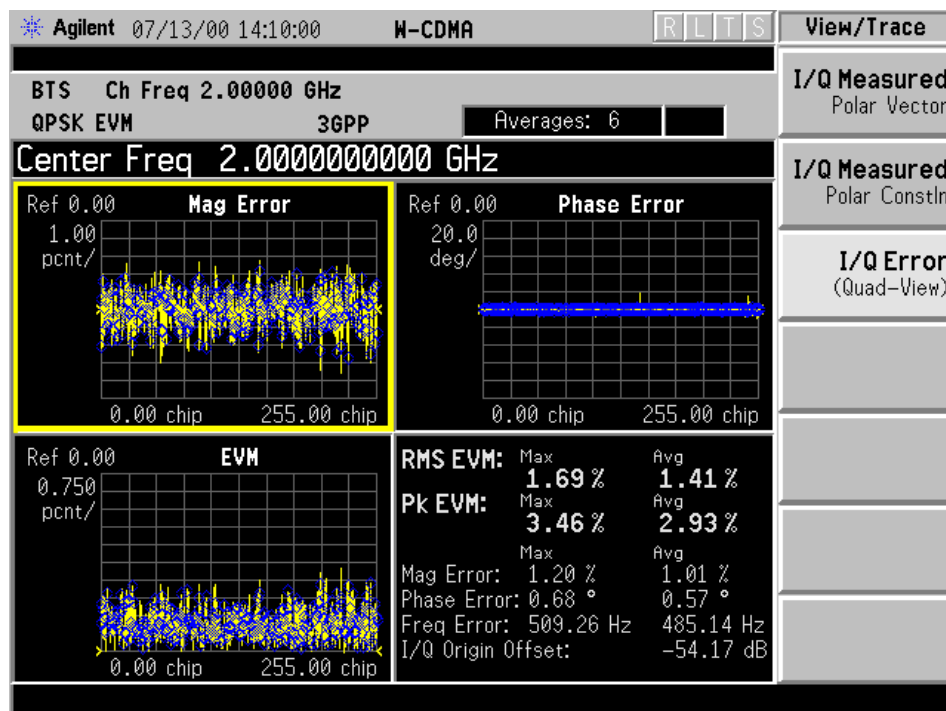 Agilent 07/13/00 14:10:00 W-CDMA R L T S View/Trace
BTS Ch Freq 2.00000 GHz
QPSK EVM 3GPP Averages: 6
Center Freq 2.0000000000 GHz
I/Q Measured
Polar Vector
I/Q Measured
Polar Constln
I/Q Error
(Quad-View)
Ref 0.00 Mag Error
1.00
pcnt/
0.00 chip 255.00 chip
Ref 0.00 Phase Error
20.0
deg/
0.00 chip 255.00 chip
Ref 0.00 EVM
0.750
pcnt/
0.00 chip 255.00 chip
Max Avg
RMS EVM: 1.69 % 1.41 %
Max Avg
Pk EVM: 3.46 % 2.93 %
Max Avg
Mag Error: 1.20 % 1.01 %
Phase Error: 0.68 ° 0.57 °
Freq Error: 509.26 Hz 485.14 Hz
I/Q Origin Offset: -54.17 dB